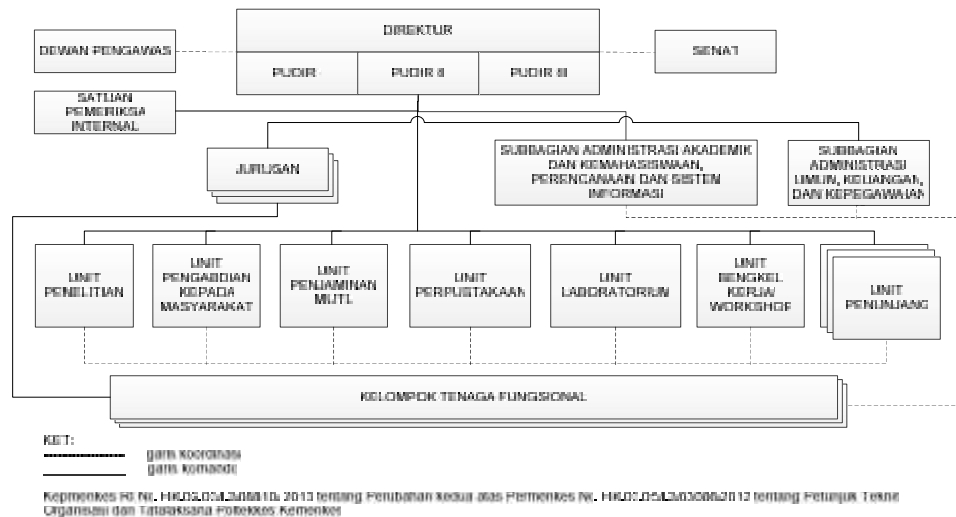 DIREKTUR
DEWAN PENGAWAS
SENAT
PUDIR I
PUDIR II
PUDIR III
SATUAN
PEMERIKSA
INTERNAL
JURUSAN
SUBBAGIAN ADMINISTRASI AKADEMIK
DAN KEMAHASISWAAN,
PERENCANAAN DAN SISTEM
INFORMASI
SUBBAGIAN
ADMINISTRASI
UMUM, KEUANGAN,
DAN KEPEGAWAIAN
UNIT
PENELITIAN
UNIT
PENGABDIAN
KEPADA
MASYARAKAT
UNIT
PENJAMINAN
MUTU
UNIT
PERPUSTAKAAN
UNIT
LABORATORIUM
UNIT
BENGKEL
KERJA/
WORKSHOP
UNIT
PENUNJANG
KELOMPOK TENAGA FUNGSIONAL
KET:
garis koordinasi
garis komando
Kepmenkes RI No. 2013 tentang Perubahan kedua atas Permenkes No. tentang Petunjuk Teknis
Organisasi dan Tatalaksana Poltekkes Kemenkes